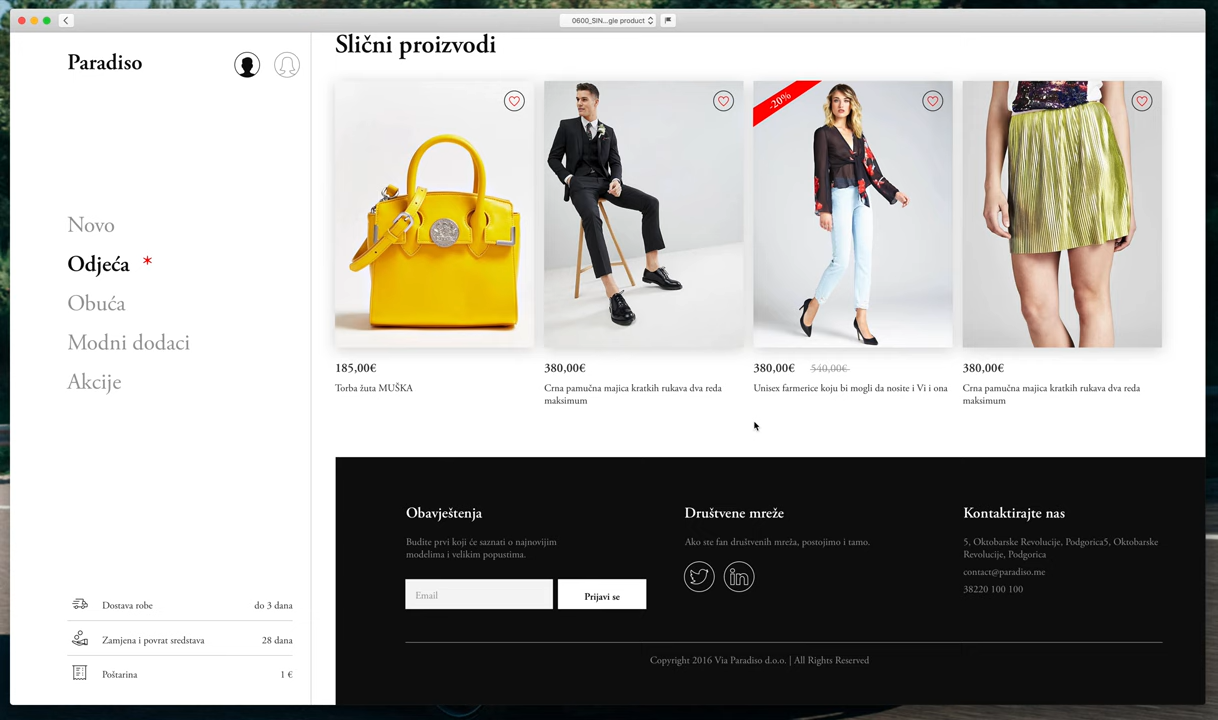 0600_SIN...gle product
Paradiso
Novo
Odjeća *
Obuća
Modni dodaci
Akcije
Dostava robe do 3 dana
Zamjena i povrat sredstava 28 dana
Poštarina 1 €
Slični proizvodi
185,00€
Torba žuta MUŠKA
380,00€
Crna pamučna majica kratkih rukava dva reda
maksimum
-20%
380,00€ 540,00€
Unisex farmerice koju bi mogli da nosite i Vi i ona
380,00€
Crna pamučna majica kratkih rukava dva reda
maksimum
Obavještenja
Budite prvi koji će saznati o najnovijim
modelima i velikim popustima.
Email
Prijavi se
Društvene mreže
Ako ste fan društvenih mreža, postojimo i tamo.
in
Kontaktirajte nas
5, Oktobarske Revolucije, Podgorica5, Oktobarske
Revolucije, Podgorica
contact@paradiso.me
38220 100 100
Copyright 2016 Via Paradiso d.o.o. | All Rights Reserved